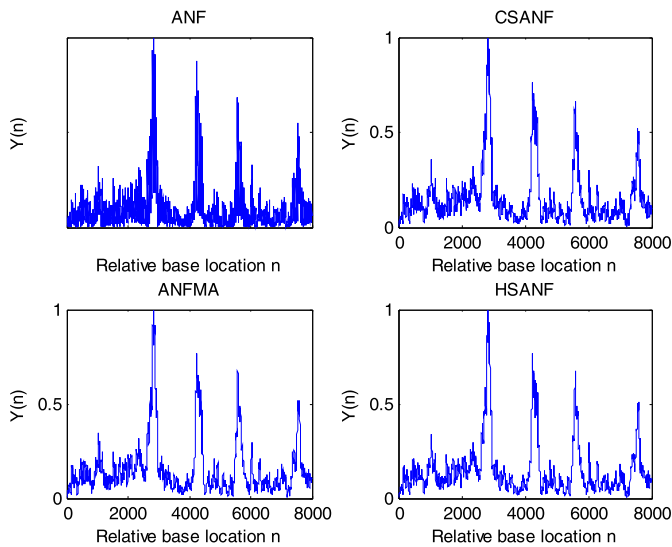 ANF
Y(n)
Relative base location n
CSANF
1
0.5
0
Y(n)
0
2000
4000
6000
8000
Relative base location n
ANFMA
1
0.5
0
Y(n)
0
2000
4000
6000
8000
Relative base location n
HSANF
1
0.5
0
Y(n)
0
2000
4000
6000
8000
Relative base location n